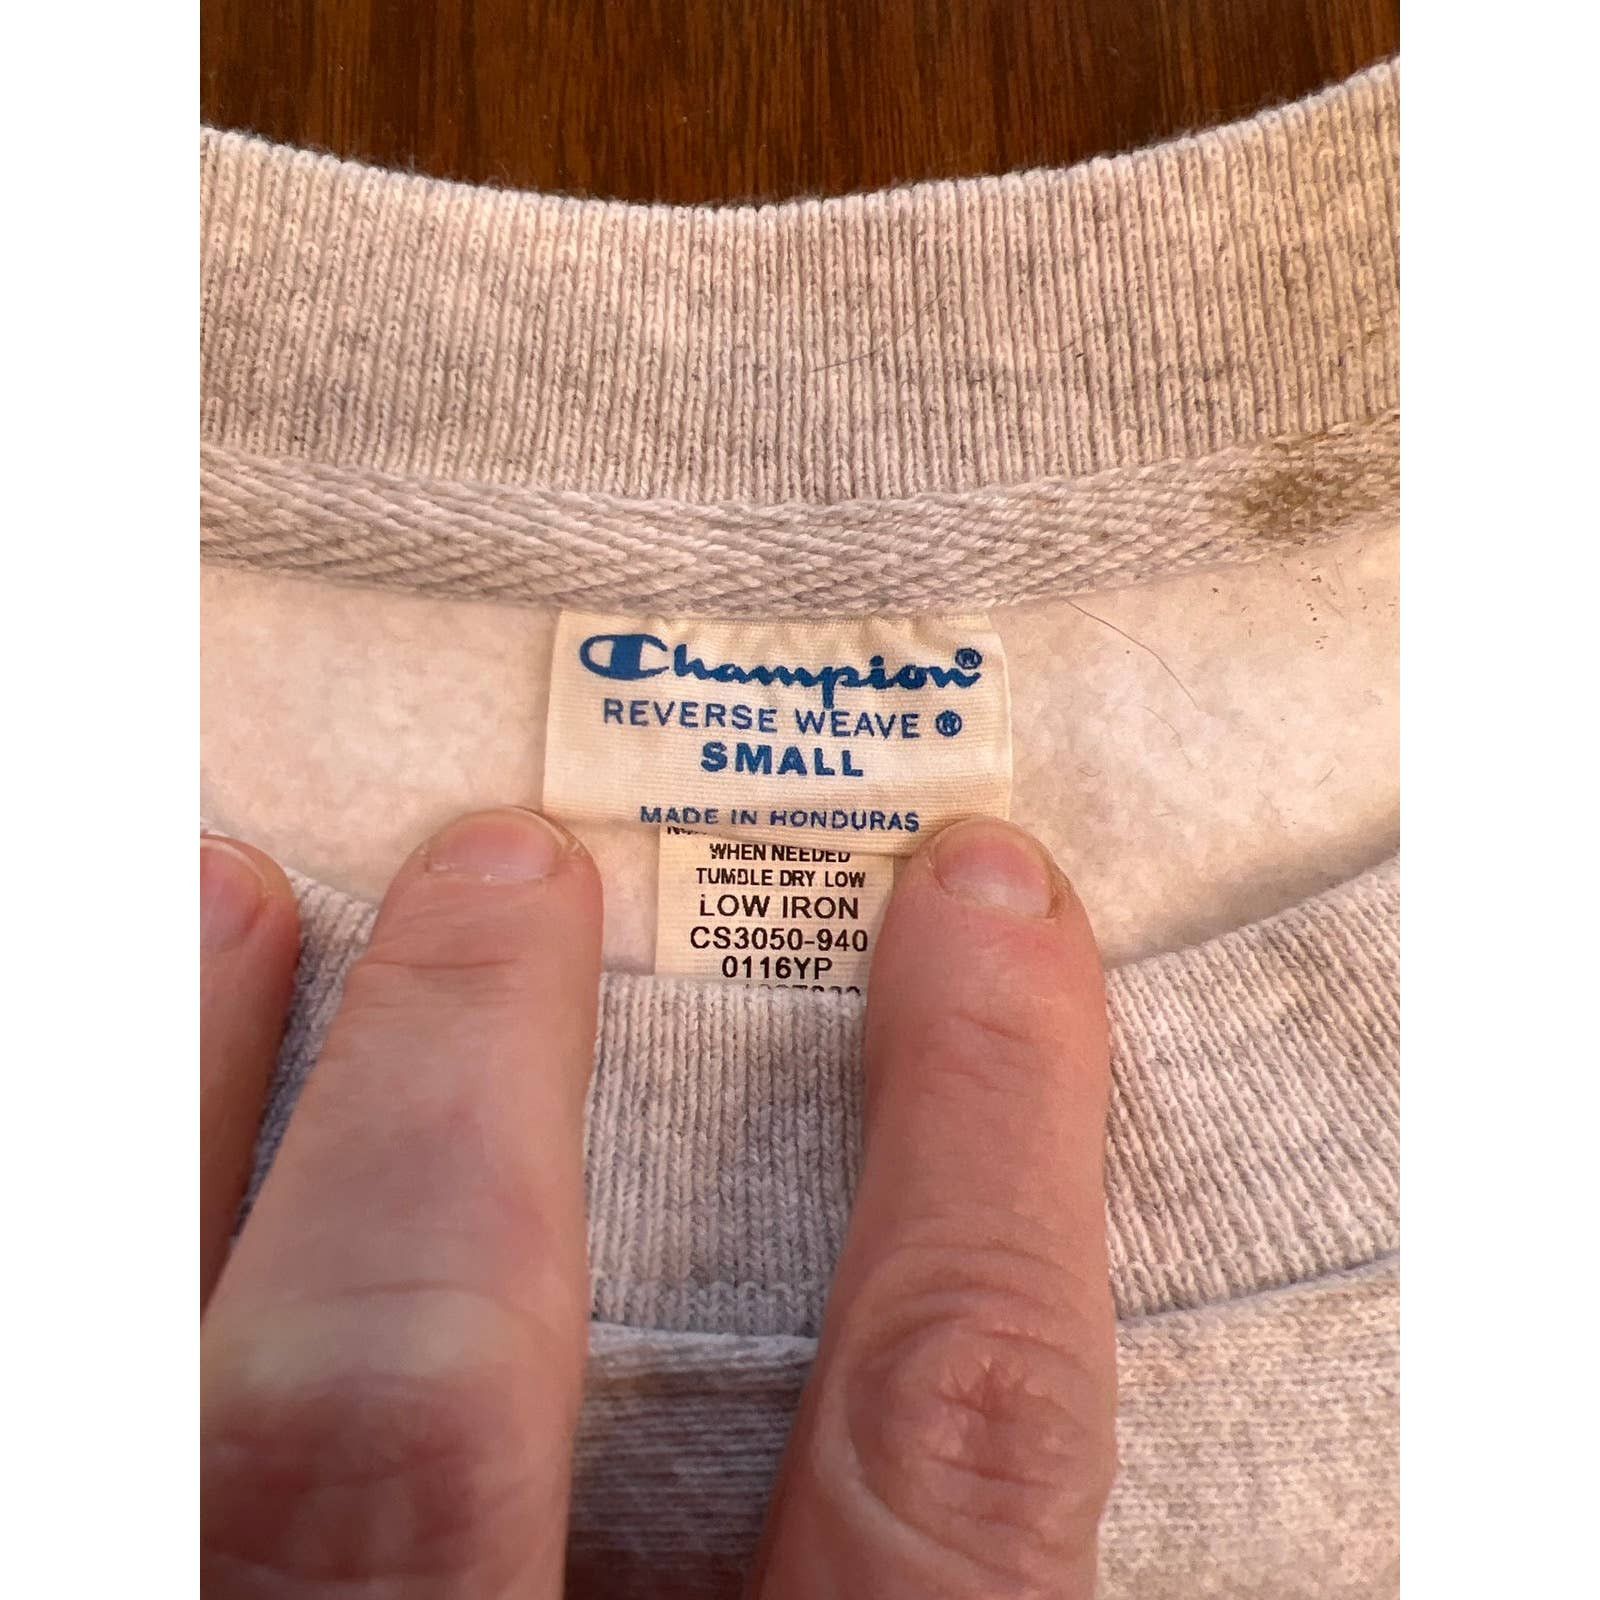 Champion®
REVERSE WEAVE ®
SMALL
MADE IN HONDURAS
WHEN NEEDED
TUMBLE DRY LOW
LOW IRON
CS3050-940
0116YP